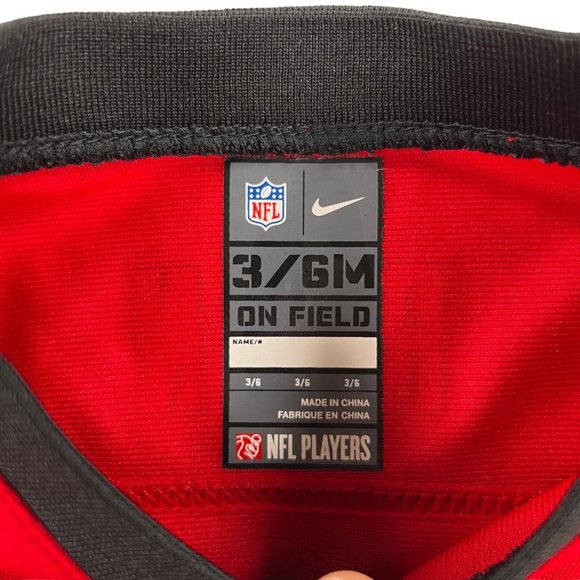 NFL
3/6M
ON FIELD
NAME/#
3/6 3/6 3/6
MADE IN CHINA
FABRIQUE EN CHINE
NFL PLAYERS